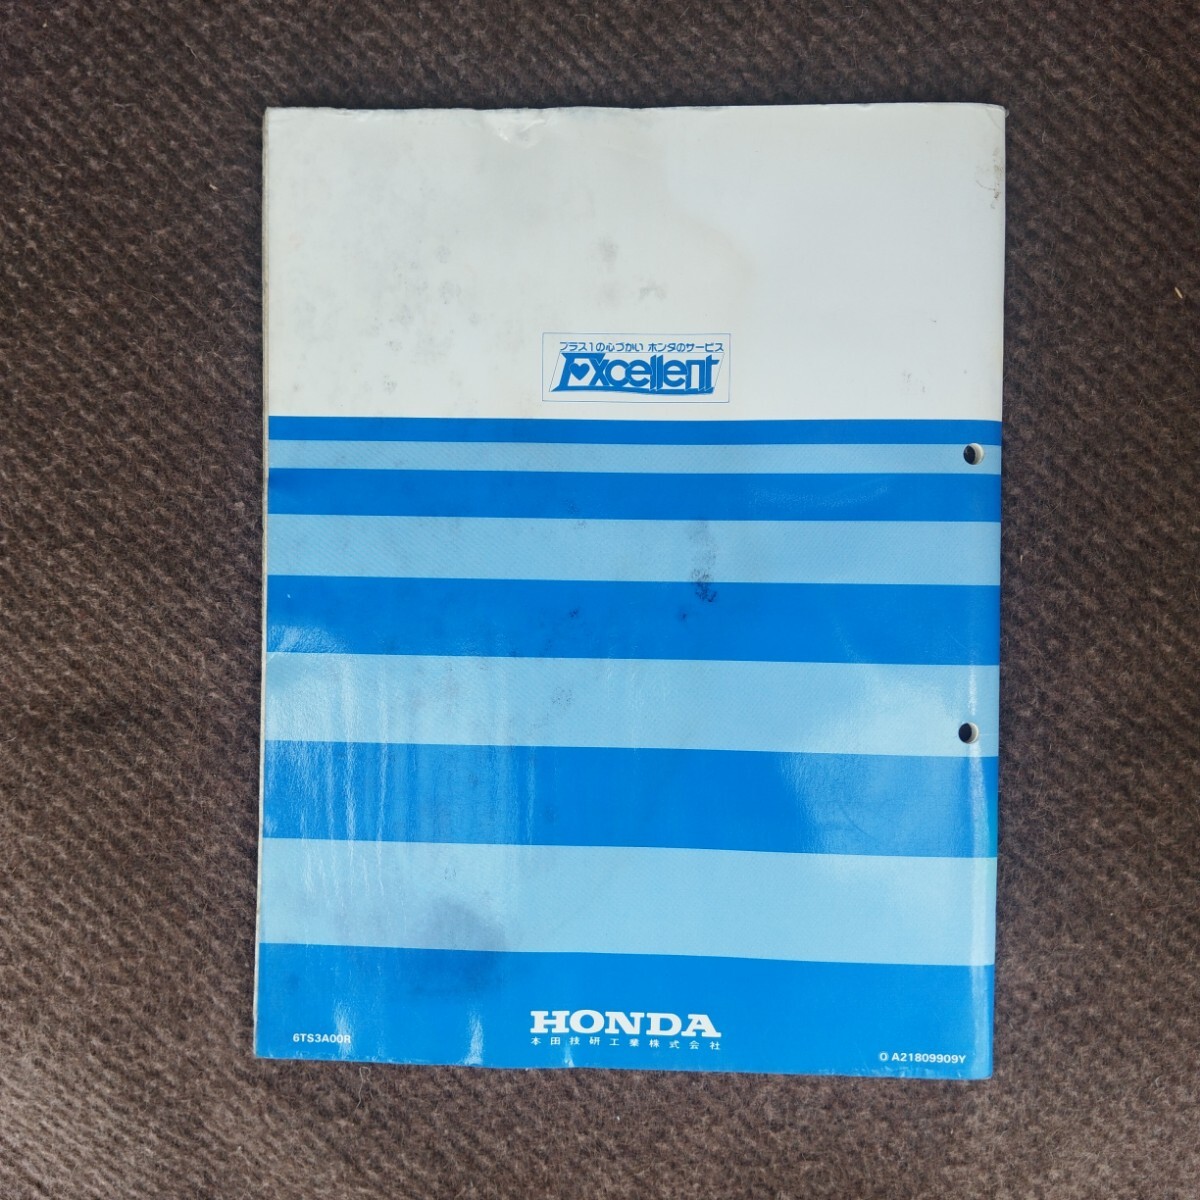 プラス1の心づかい ホンダのサービス
Excellent
HONDA
本田技研工業株式会社
6TS3A00R
Ⓞ A21809909Y